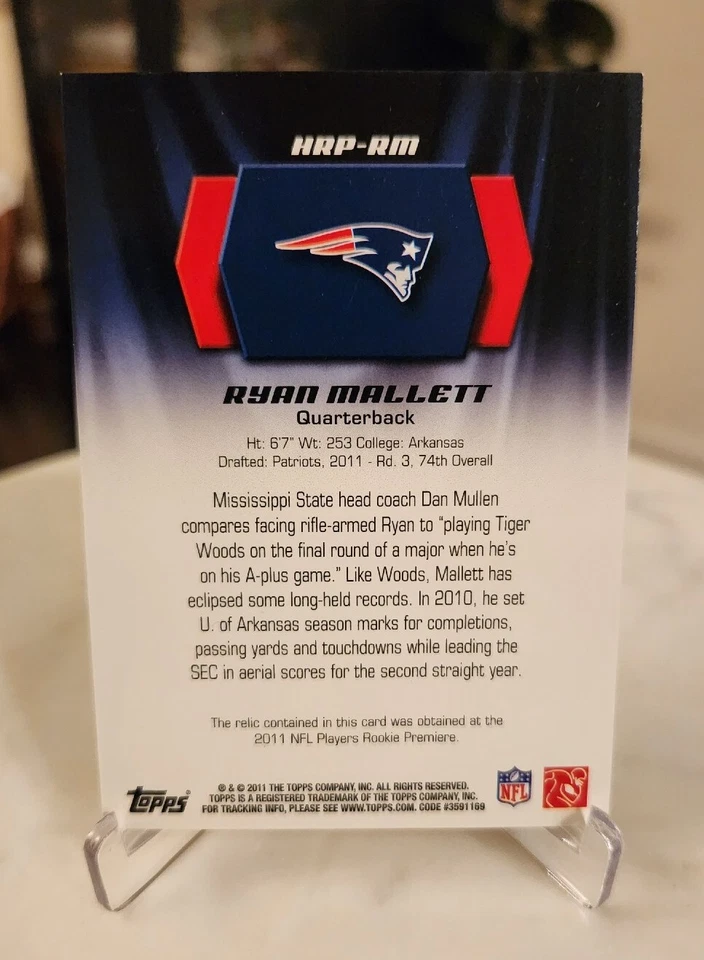 HRP-RM
RYAN MALLETT
Quarterback
Ht: 6'7" Wt: 253 College: Arkansas
Drafted: Patriots, 2011 - Rd. 3, 74th Overall
Mississippi State head coach Dan Mullen
compares facing rifle-armed Ryan to "playing Tiger
Woods on the final round of a major when he's
on his A-plus game." Like Woods, Mallett has
eclipsed some long-held records. In 2010, he set
U. of Arkansas season marks for completions,
passing yards and touchdowns while leading the
SEC in aerial scores for the second straight year.
The relic contained in this card was obtained at the
2011 NFL Players Rookie Premiere.
® & © 2011 THE TOPPS COMPANY, INC. ALL RIGHTS RESERVED.
TOPPS IS A REGISTERED TRADEMARK OF THE TOPPS COMPANY, INC.
FOR TRACKING INFO, PLEASE SEE WWW.TOPPS.COM. CODE #3591169
topps
NFL